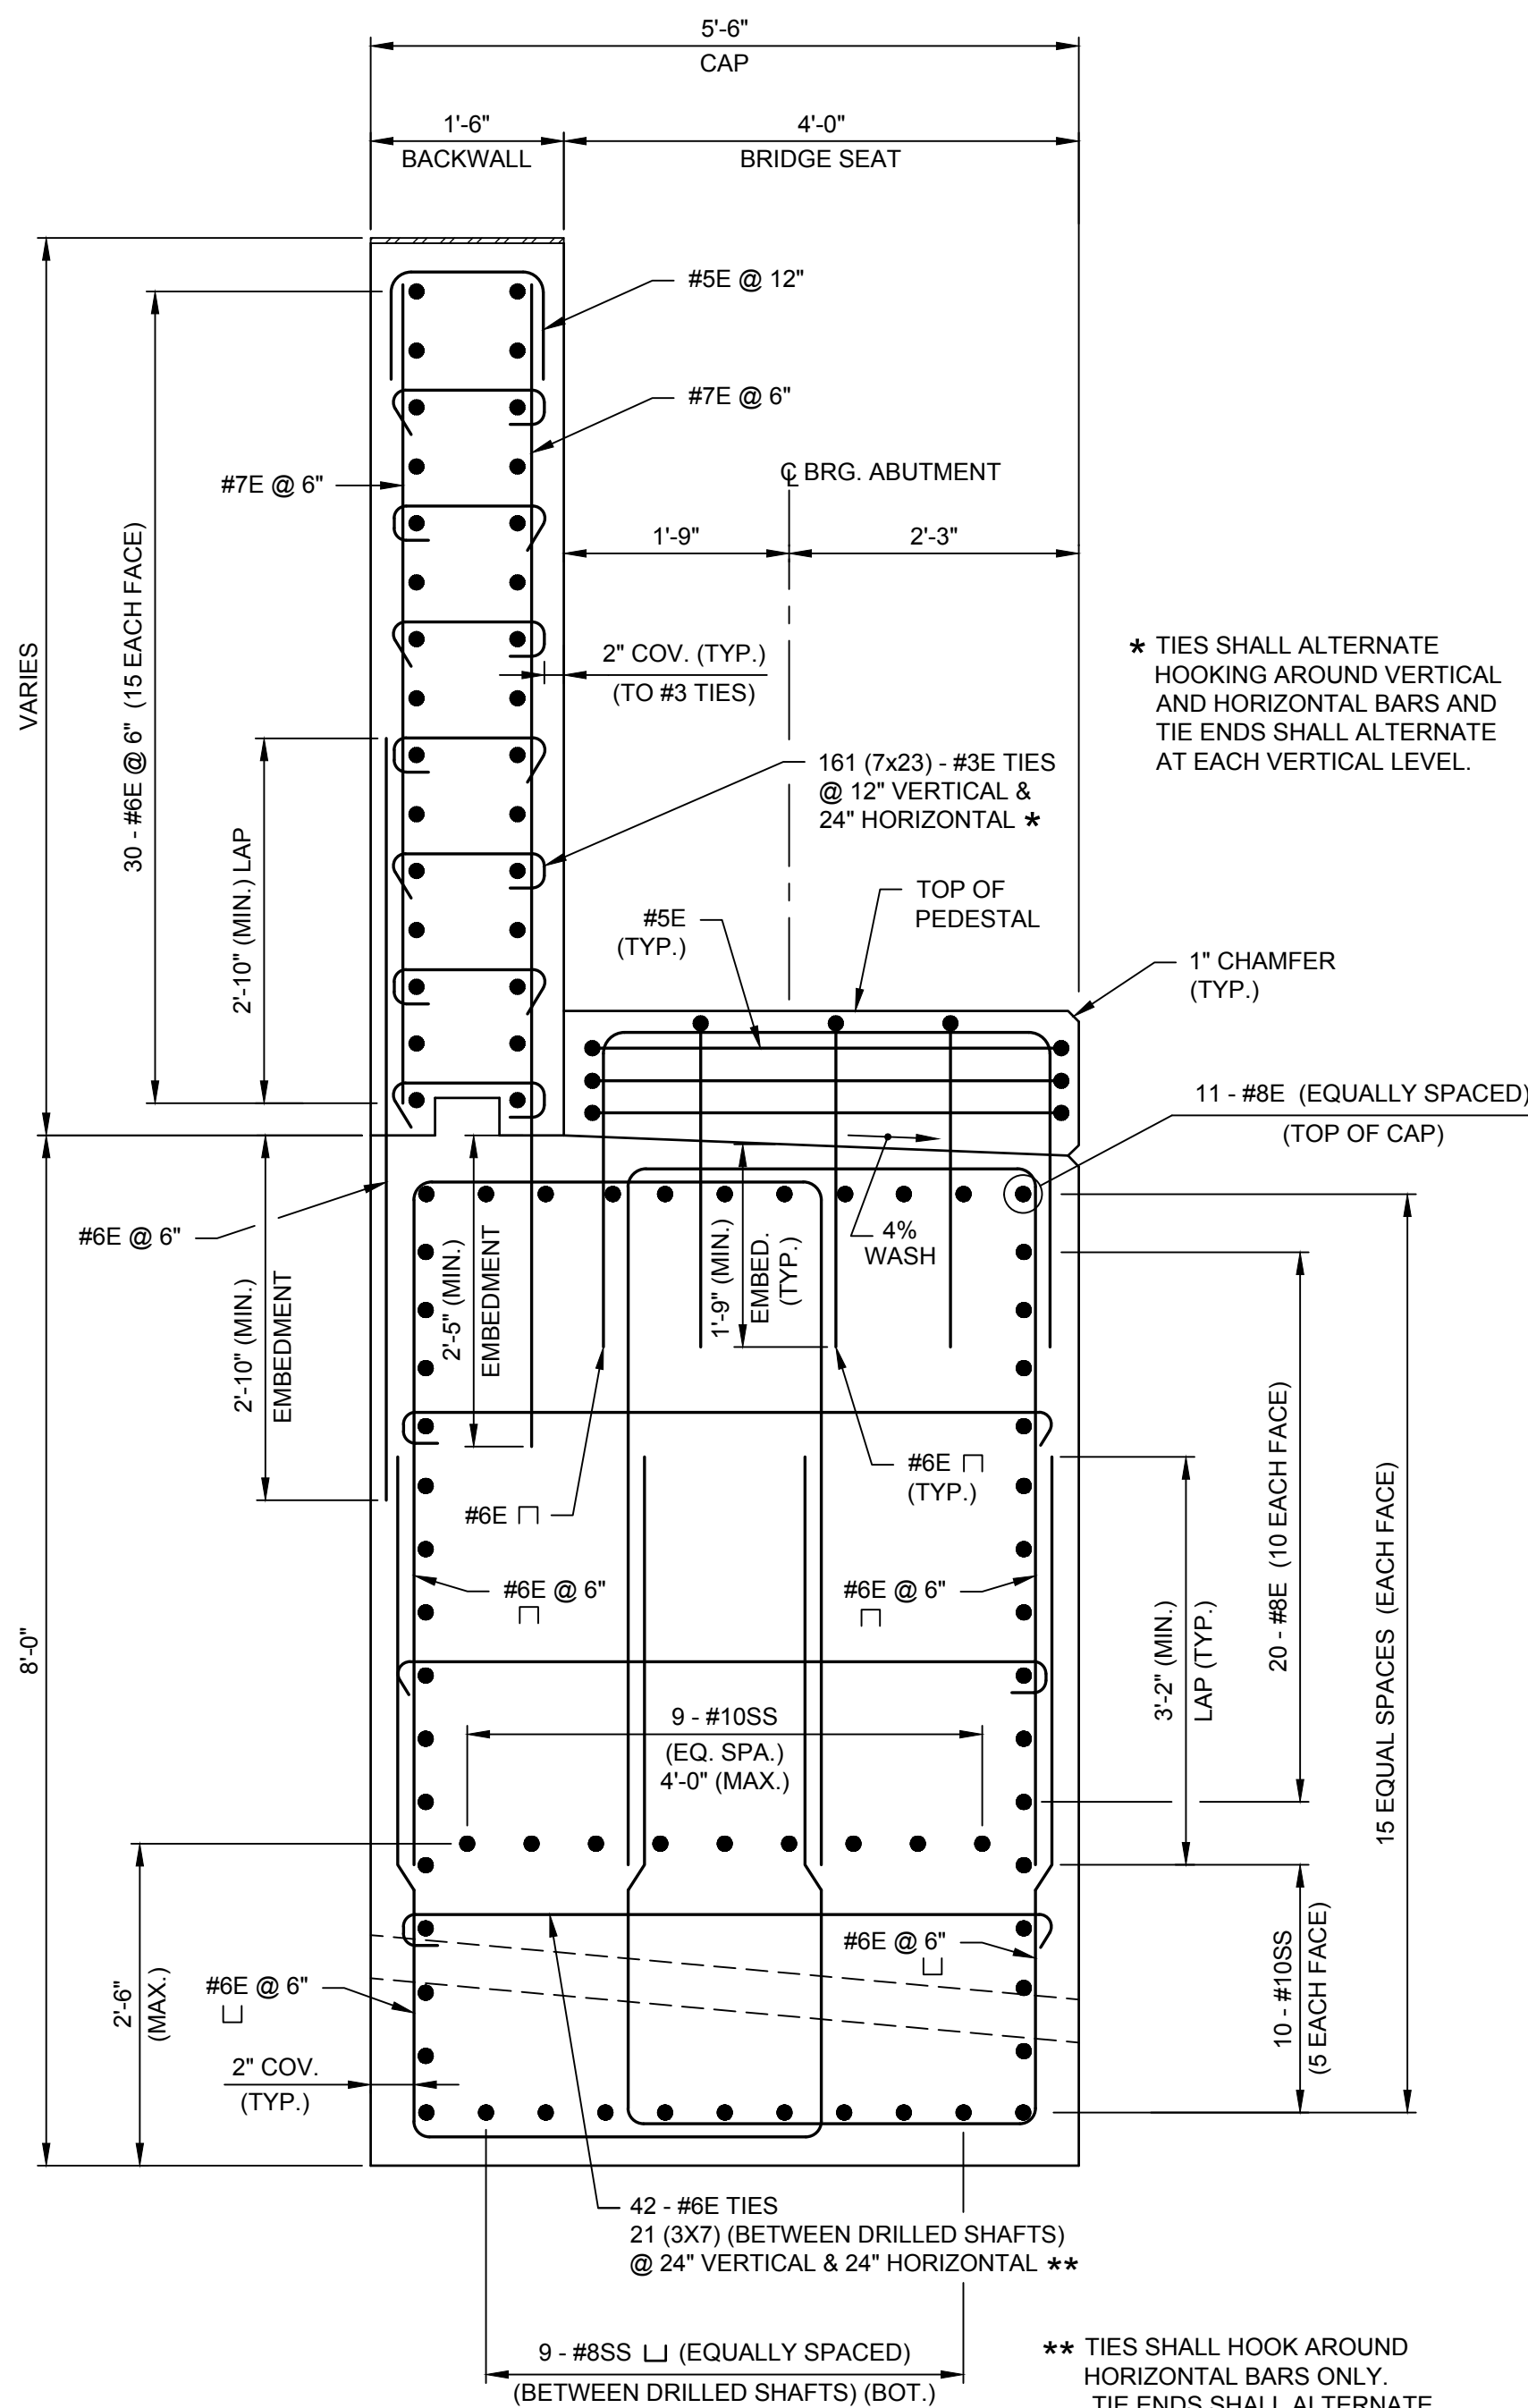 5'-6"
CAP
1'-6"
BACKWALL
4'-0"
BRIDGE SEAT
#5E @ 12"
#7E @ 6"
℄ BRG. ABUTMENT
#7E @ 6"
1'-9"
2'-3"
VARIES
30 - #6E @ 6" (15 EACH FACE)
2" COV. (TYP.)
(TO #3 TIES)
* TIES SHALL ALTERNATE
HOOKING AROUND VERTICAL
AND HORIZONTAL BARS AND
TIE ENDS SHALL ALTERNATE
AT EACH VERTICAL LEVEL.
161 (7x23) - #3E TIES
@ 12" VERTICAL &
24" HORIZONTAL *
2'-10" (MIN.) LAP
#5E
(TYP.)
TOP OF
PEDESTAL
1" CHAMFER
(TYP.)
11 - #8E (EQUALLY SPACED)
(TOP OF CAP)
#6E @ 6"
2'-10" (MIN.)
EMBEDMENT
2'-5" (MIN.)
EMBEDMENT
1'-9" (MIN.)
EMBED.
(TYP.)
4%
WASH
#6E
#6E
(TYP.)
#6E @ 6"
#6E @ 6"
8'-0"
3'-2" (MIN.)
LAP (TYP.)
20 - #8E (10 EACH FACE)
15 EQUAL SPACES (EACH FACE)
9 - #10SS
(EQ. SPA.)
4'-0" (MAX.)
2'-6"
(MAX.)
#6E @ 6"
#6E @ 6"
10 - #10SS
(5 EACH FACE)
2" COV.
(TYP.)
42 - #6E TIES
21 (3X7) (BETWEEN DRILLED SHAFTS)
@ 24" VERTICAL & 24" HORIZONTAL **
9 - #8SS (EQUALLY SPACED)
(BETWEEN DRILLED SHAFTS) (BOT.)
** TIES SHALL HOOK AROUND
HORIZONTAL BARS ONLY.
TIE ENDS SHALL ALTERNATE